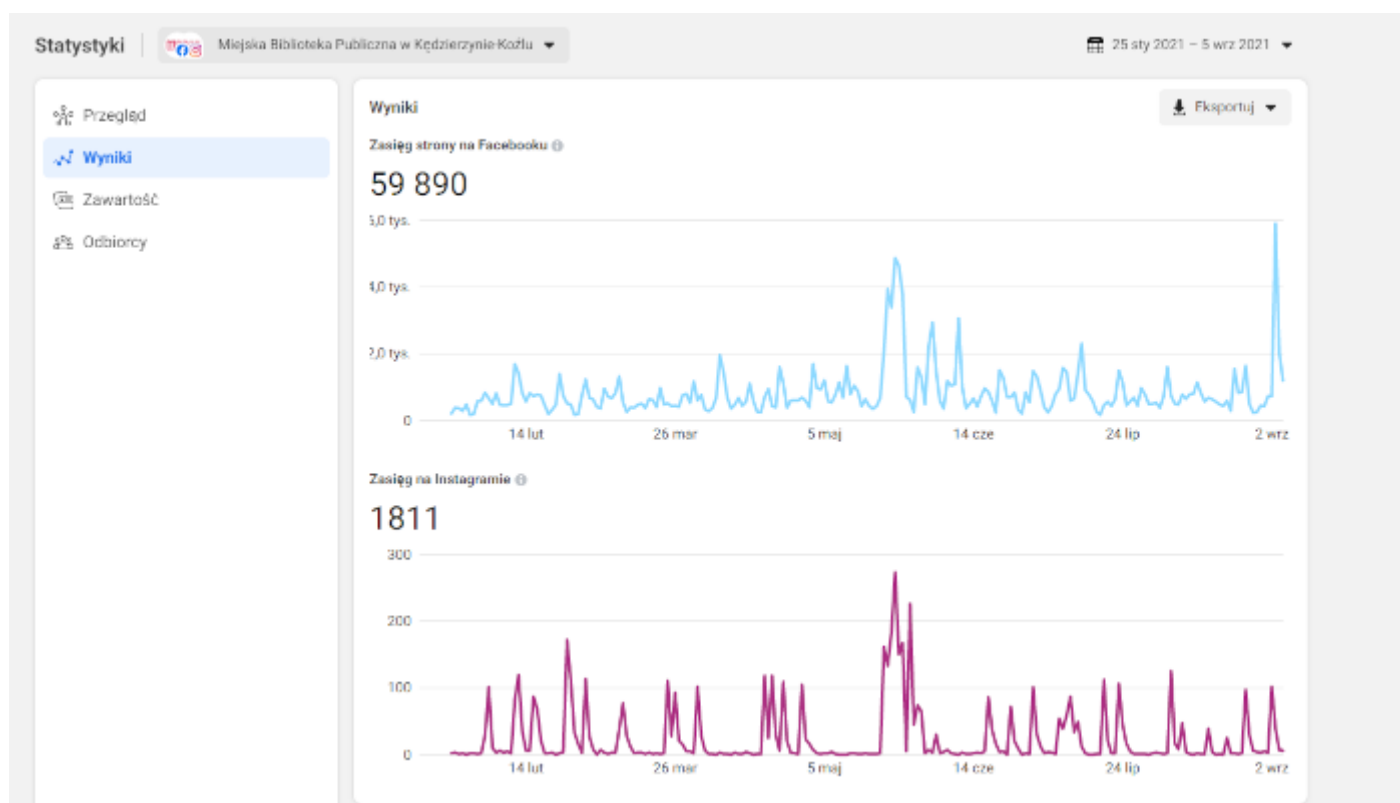 Statystyki
Miejska Biblioteka Publiczna w Kędzierzynie-Koźlu
25 sty 2021 – 5 wrz 2021
Przegląd
Wyniki
Zawartość
Odbiorcy
Wyniki
Eksportuj
Zasięg strony na Facebooku
59 890
,0 tys.
4,0 tys.
2,0 tys.
0
14 lut 26 mar 5 maj 14 cze 24 lip 2 wrz
Zasięg na Instagramie
1811
300
200
100
0
14 lut 26 mar 5 maj 14 cze 24 lip 2 wrz